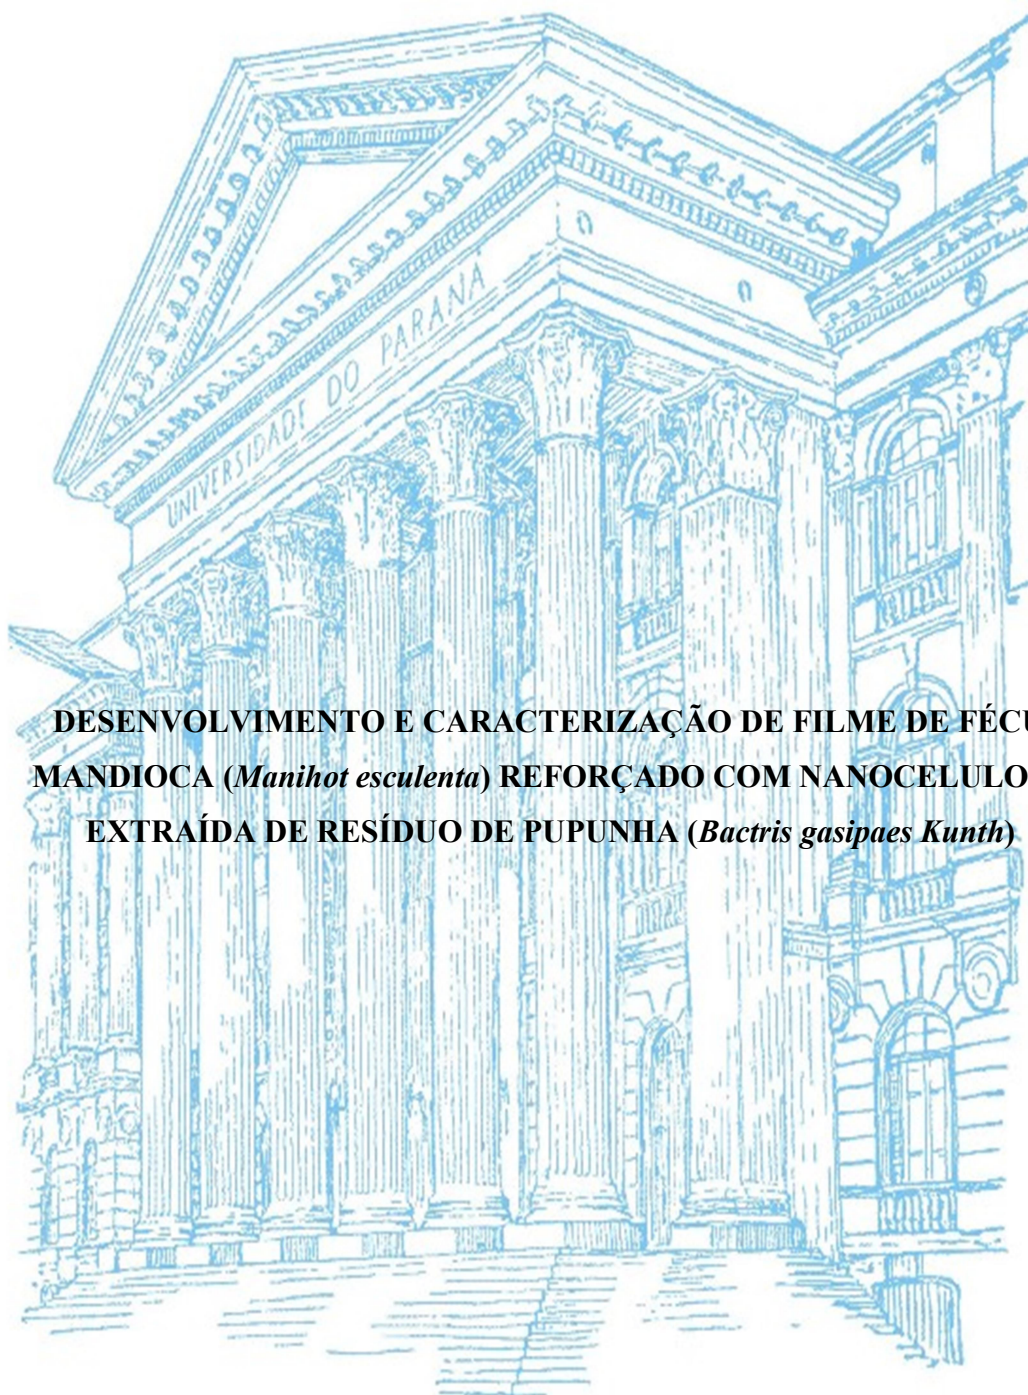 UNIVERSIDADE DO PARANÁ
DESENVOLVIMENTO E CARACTERIZAÇÃO DE FILME DE FÉCU
MANDIOCA (Manihot esculenta) REFORÇADO COM NANOCELULO
EXTRAÍDA DE RESÍDUO DE PUPUNHA (Bactris gasipaes Kunth)